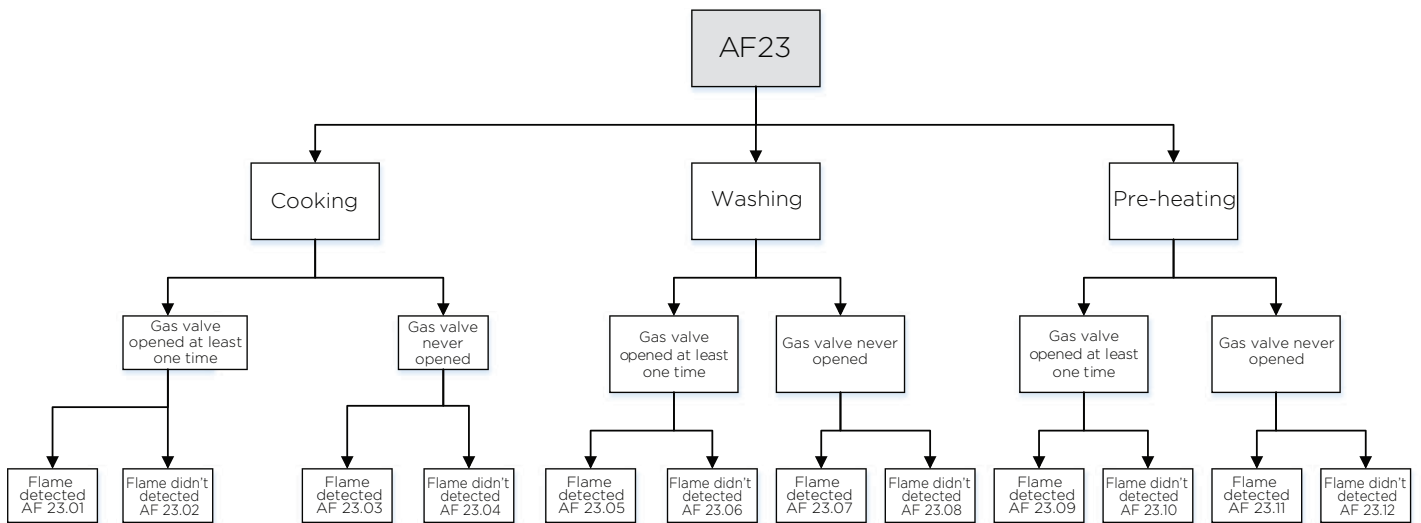 AF23
Cooking
Washing
Pre-heating
Gas valve
opened at least
one time
Gas valve
never
opened
Gas valve
opened at least
one time
Gas valve never
opened
Gas valve
opened at least
one time
Gas valve never
opened
Flame
detected
AF 23.01
Flame didn't
detected
AF 23.02
Flame
detected
AF 23.03
Flame didn't
detected
AF 23.04
Flame
detected
AF 23.05
Flame didn't
detected
AF 23.06
Flame
detected
AF 23.07
Flame didn't
detected
AF 23.08
Flame
detected
AF 23.09
Flame didn't
detected
AF 23.10
Flame
detected
AF 23.11
Flame didn't
detected
AF 23.12